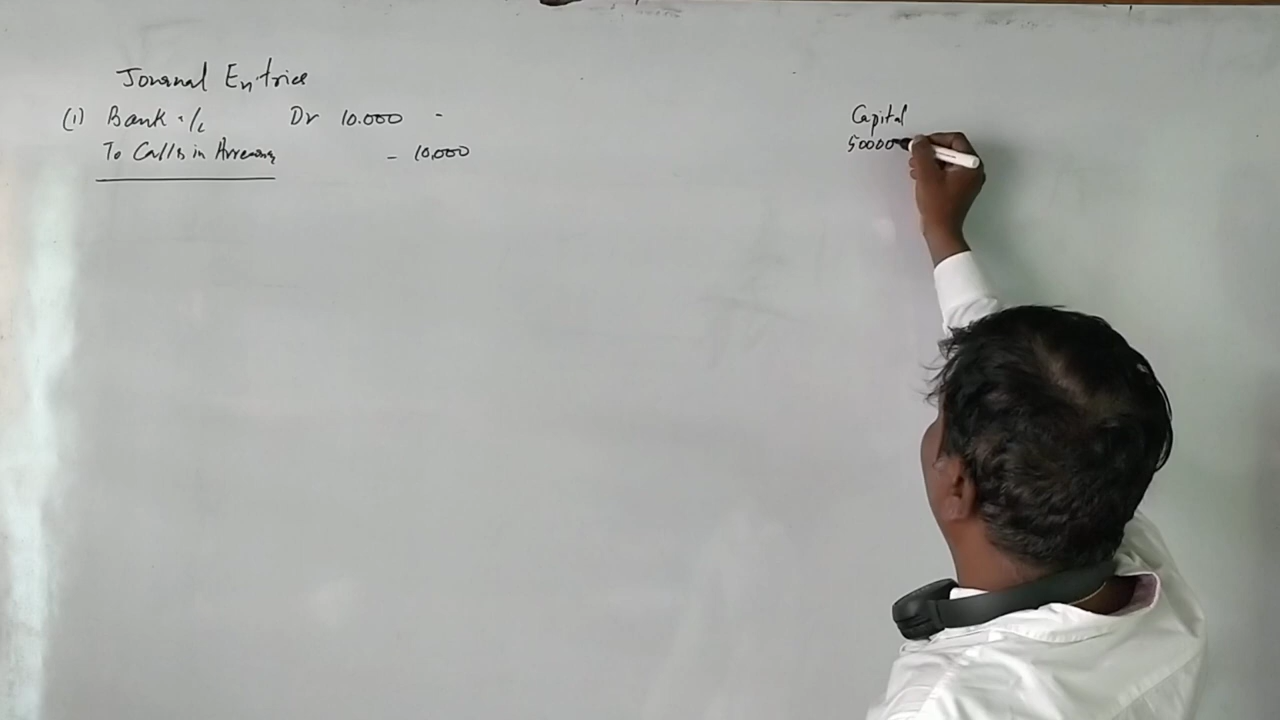 Journal Entries
(1) Bank a/c Dr 10.000 -
To Calls in Arrears - 10,000
Capital
50000